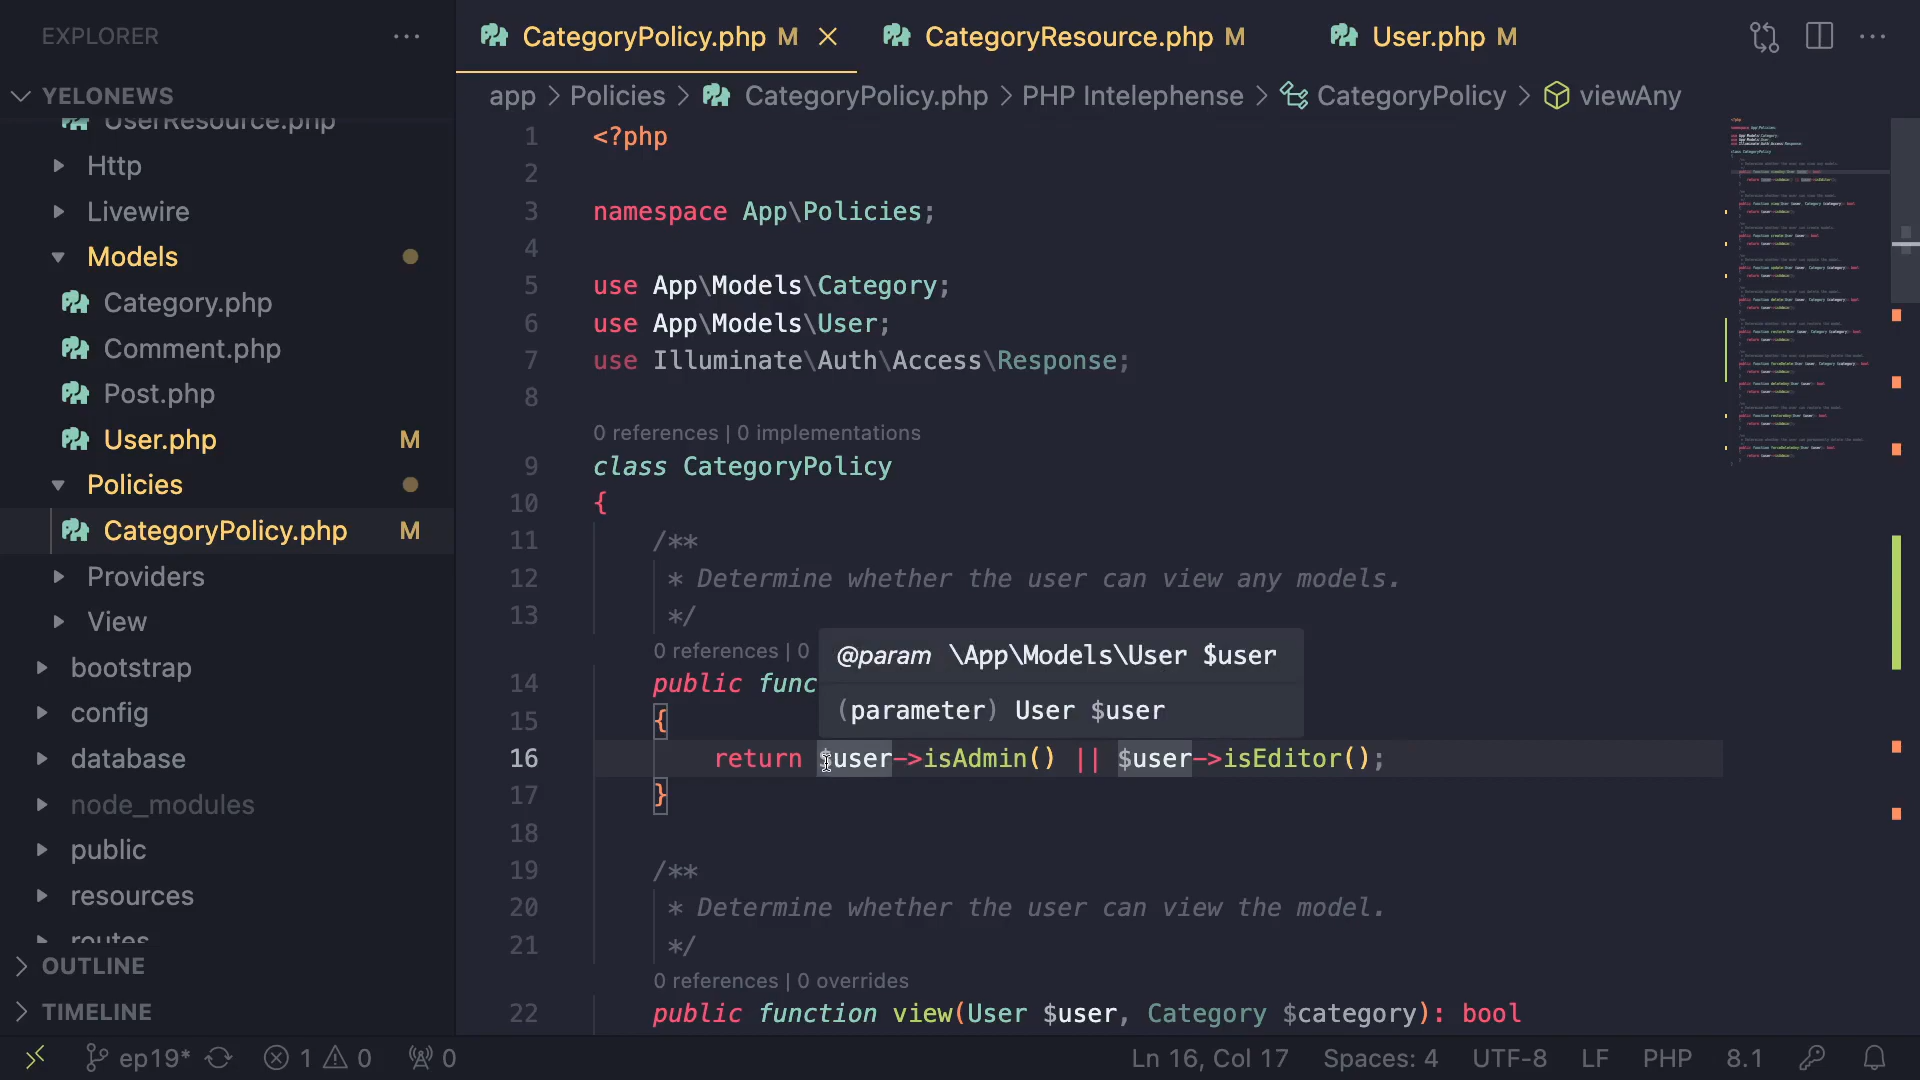 EXPLORER
YELONEWS
UserResource.php
Http
Livewire
Models
Category.php
Comment.php
Post.php
User.php M
Policies
CategoryPolicy.php M
Providers
View
bootstrap
config
database
node_modules
public
resources
routes
OUTLINE
TIMELINE
CategoryPolicy.php M
CategoryResource.php M
User.php M
app > Policies > CategoryPolicy.php > PHP Intelephense > CategoryPolicy > viewAny
1 <?php
2
3 namespace App\Policies;
4
5 use App\Models\Category;
6 use App\Models\User;
7 use Illuminate\Auth\Access\Response;
8
0 references | 0 implementations
9 class CategoryPolicy
10 {
11 /**
12 * Determine whether the user can view any models.
13 */
0 references | 0
@param \App\Models\User $user
14 public func
(parameter) User $user
15 {
16 return $user->isAdmin() || $user->isEditor();
17 }
18
19 /**
20 * Determine whether the user can view the model.
21 */
0 references | 0 overrides
22 public function view(User $user, Category $category): bool
ep19* 1 0 0 Ln 16, Col 17 Spaces: 4 UTF-8 LF PHP 8.1